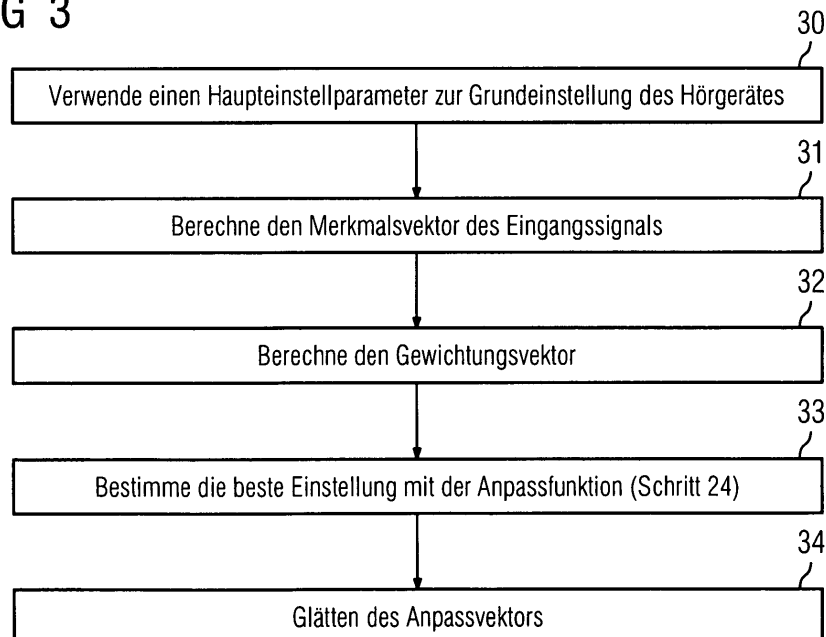 G 3
30
Verwende einen Haupteinstellparameter zur Grundeinstellung des Hörgerätes
31
Berechne den Merkmalsvektor des Eingangssignals
32
Berechne den Gewichtungsvektor
33
Bestimme die beste Einstellung mit der Anpassfunktion (Schritt 24)
34
Glätten des Anpassvektors